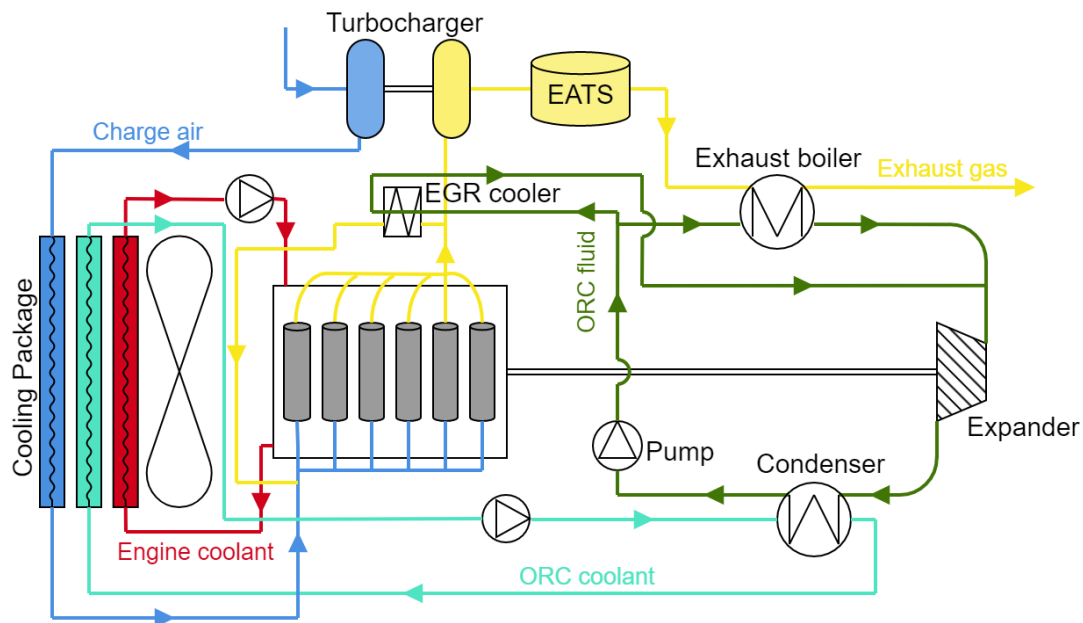 Turbocharger
EATS
Charge air
Exhaust boiler
Exhaust gas
EGR cooler
ORC fluid
Cooling Package
Expander
Pump
Condenser
Engine coolant
ORC coolant